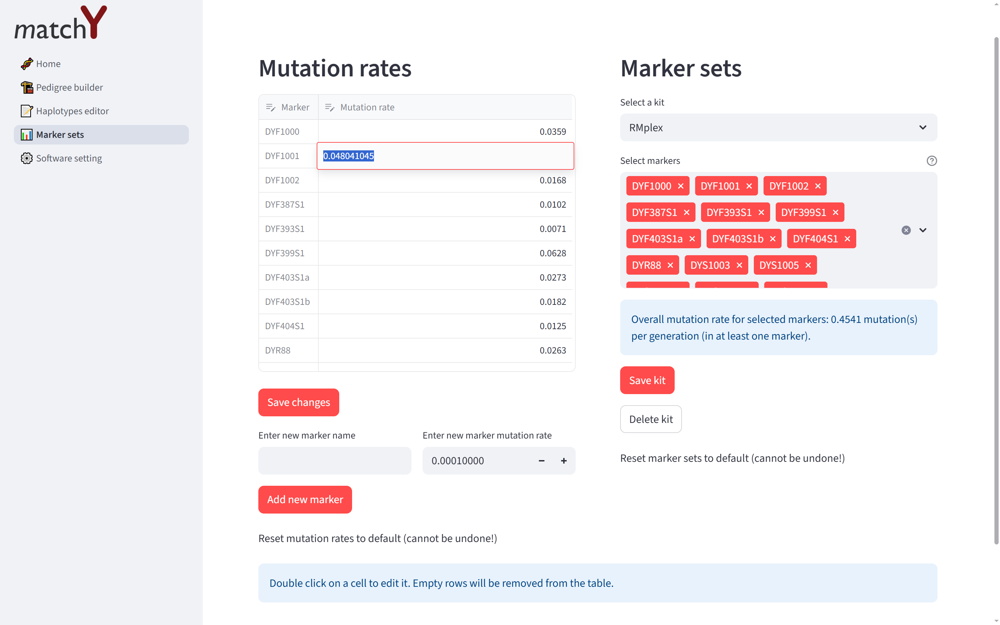 matchY
Home
Pedigree builder
Haplotypes editor
Marker sets
Software setting
Mutation rates
Marker Mutation rate
DYF1000 0.0359
DYF1001 0.048041045
DYF1002 0.0168
DYF387S1 0.0102
DYF393S1 0.0071
DYF399S1 0.0628
DYF403S1a 0.0273
DYF403S1b 0.0182
DYF404S1 0.0125
DYR88 0.0263
Save changes
Enter new marker name Enter new marker mutation rate
0.00010000 − +
Add new marker
Reset mutation rates to default (cannot be undone!)
Marker sets
Select a kit
RMplex
Select markers
DYF1000 DYF1001 DYF1002
DYF387S1 DYF393S1 DYF399S1
DYF403S1a DYF403S1b DYF404S1
DYR88 DYS1003 DYS1005
Overall mutation rate for selected markers: 0.4541 mutation(s)
per generation (in at least one marker).
Save kit
Delete kit
Reset marker sets to default (cannot be undone!)
Double click on a cell to edit it. Empty rows will be removed from the table.